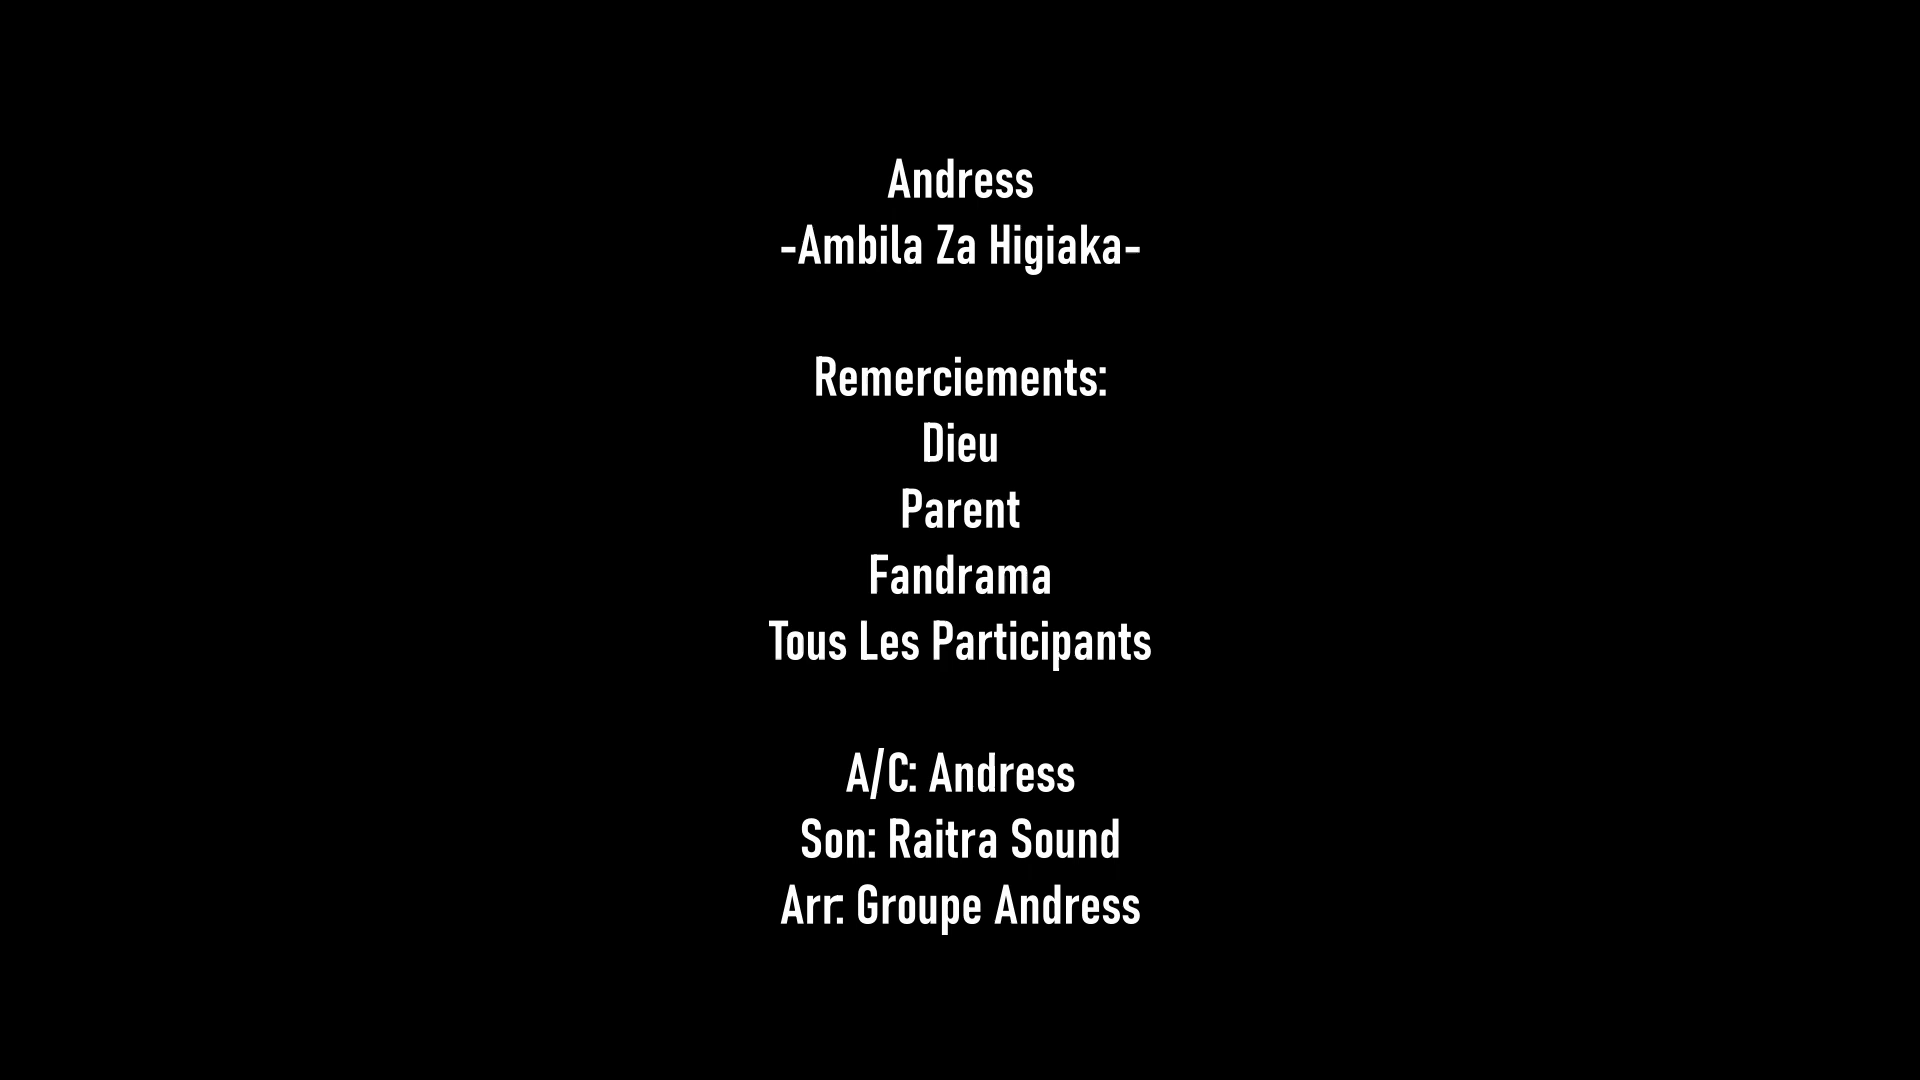 Andress
-Ambila Za Higiaka-
Remerciements:
Dieu
Parent
Fandrama
Tous Les Participants
A/C: Andress
Son: Raitra Sound
Arr: Groupe Andress